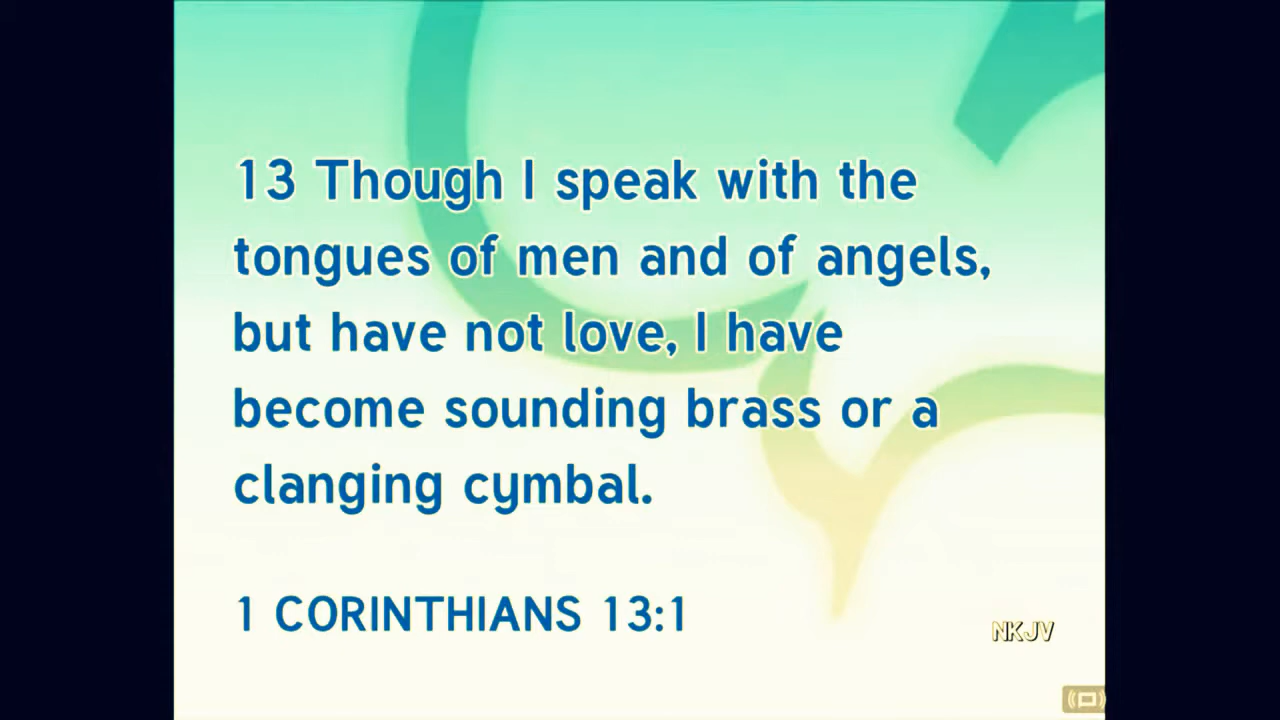 13 Though I speak with the
tongues of men and of angels,
but have not love, I have
become sounding brass or a
clanging cymbal.
1 CORINTHIANS 13:1
NKJV